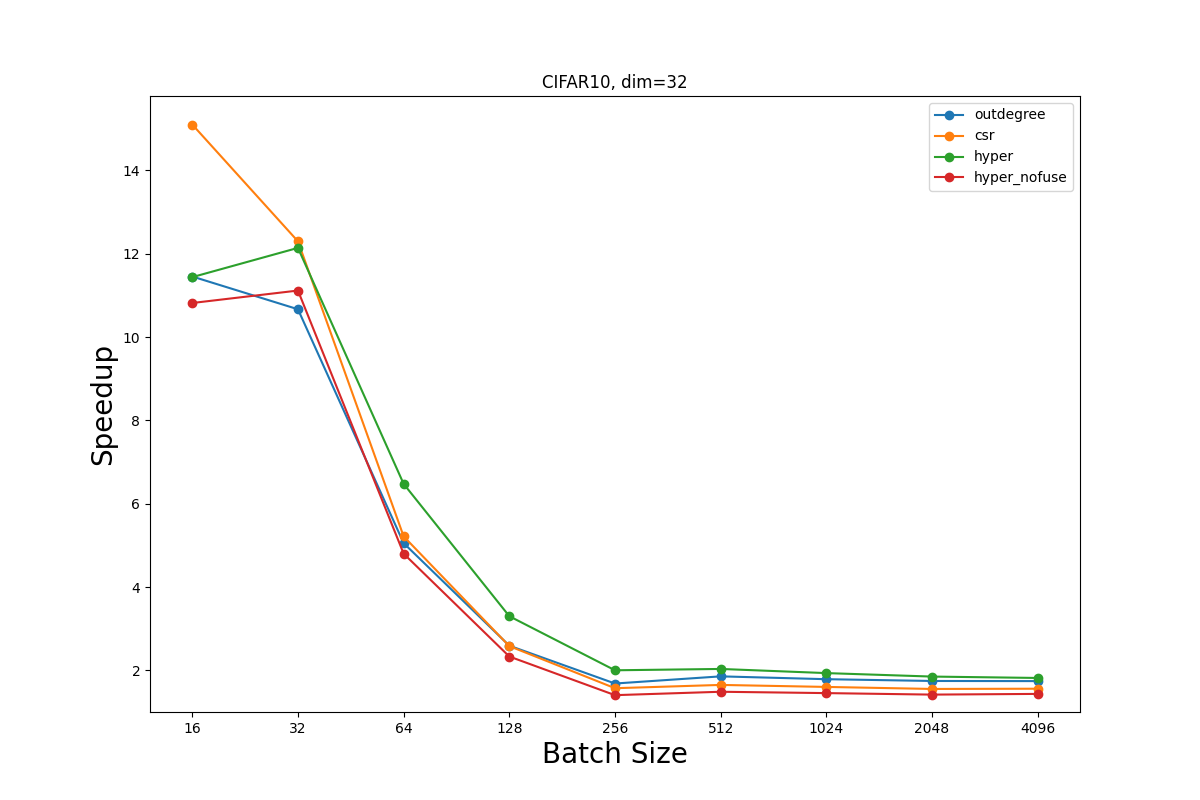 CIFAR10, dim=32
outdegree
csr
hyper
hyper_nofuse
Speedup
14
12
10
8
6
4
2
16 32 64 128 256 512 1024 2048 4096
Batch Size